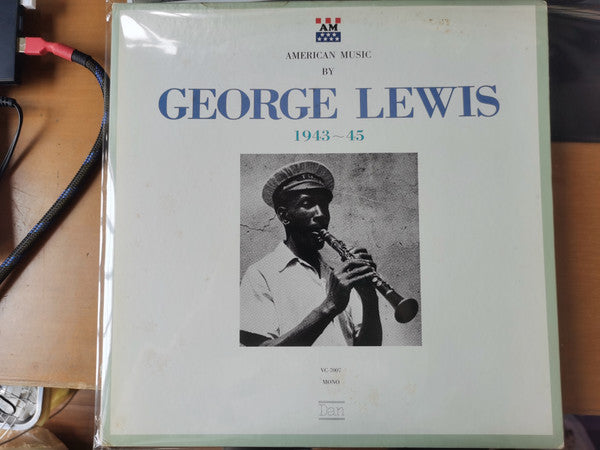 AM
AMERICAN MUSIC
BY
GEORGE LEWIS
1943~45
VC 7007
MONO
Dan